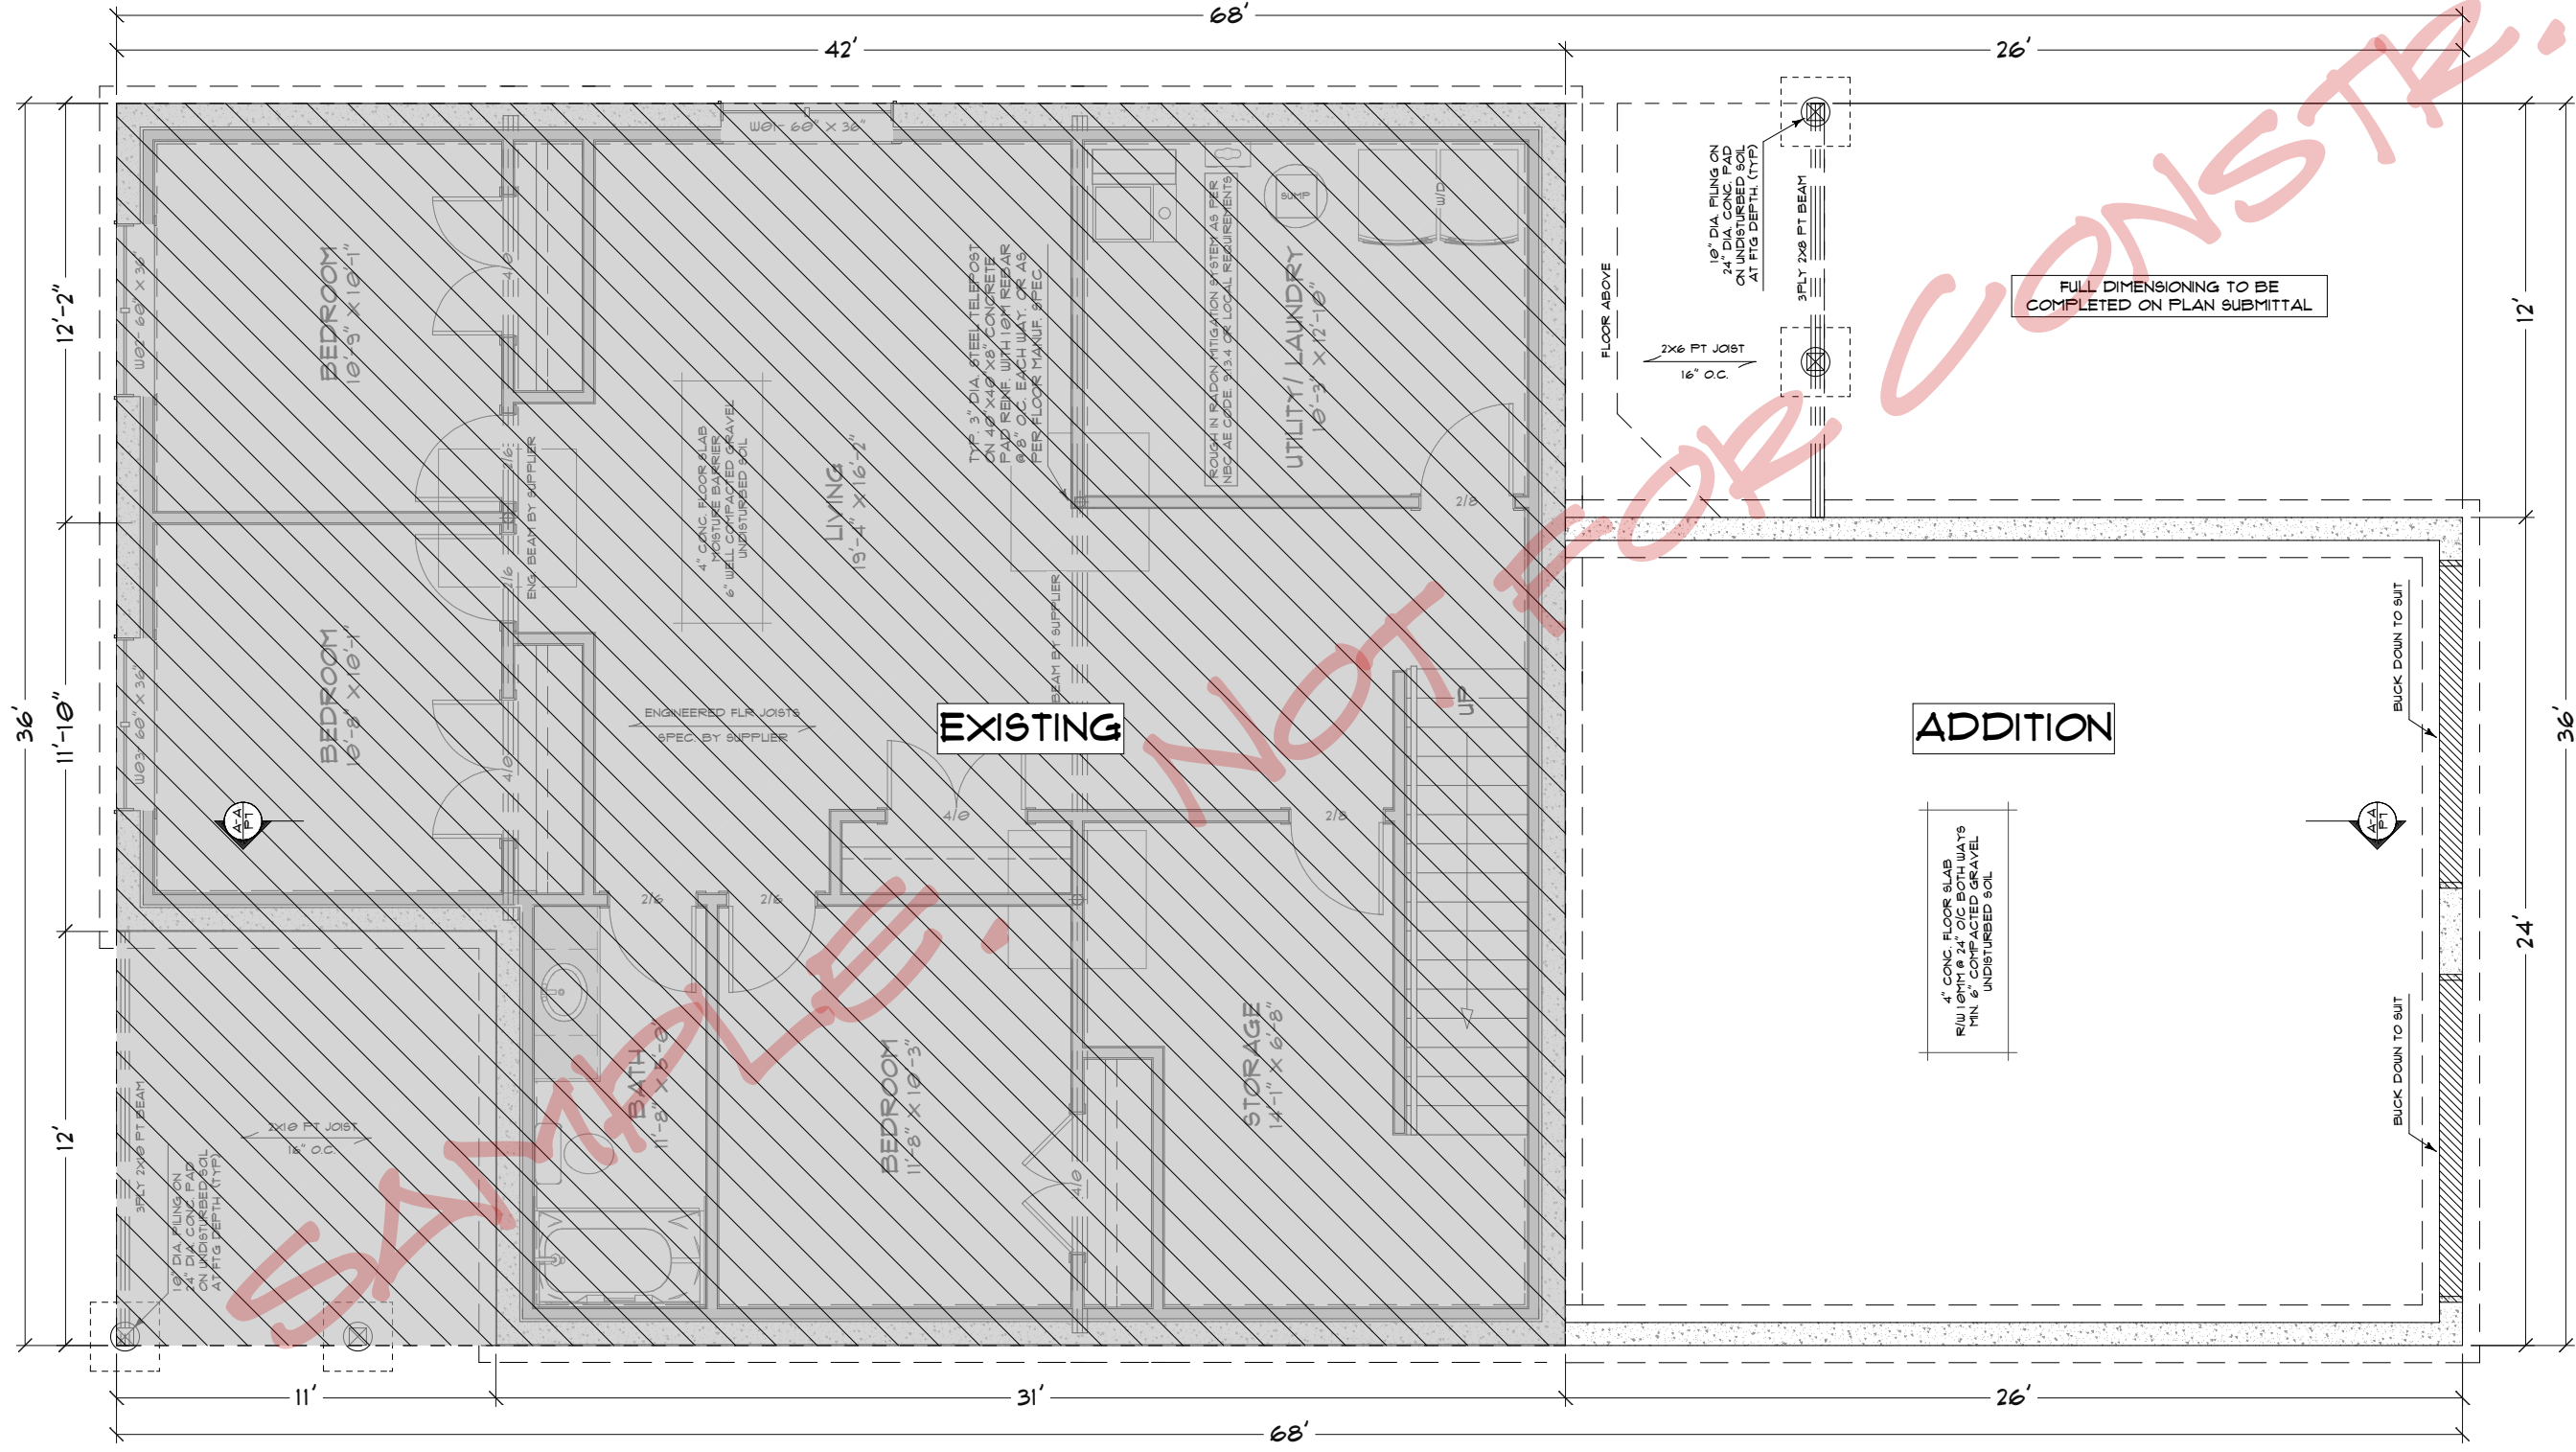 68'
42'
26'
36'
12'-2"
11'-10"
12'
12'
24'
36'
W01- 60" X 36"
W02- 60" X 36"
W03- 60" X 36"
BEDROOM
10'-9" X 10'-1"
4/0
2/6
ENG. BEAM BY SUPPLIER
4" CONC. FLOOR SLAB
MOISTURE BARRIER
6" WELL COMPACTED GRAVEL
UNDISTURBED SOIL
LIVING
19'-4" X 16'-2"
TYP. 3" DIA. STEEL TELEPOST
ON 40"X40"X8" CONCRETE
PAD REINF. WITH 10M REBAR
@8" O.C. EACH WAY. OR AS
PER FLOOR MANUF. SPEC.
ROUGH IN RADON MITIGATION SYSTEM AS PER
NBC AE CODE. 9.13.4 OR LOCAL REQUIREMENTS
SUMP
W/D
UTILITY/ LAUNDRY
10'-3" X 12'-10"
2/8
FLOOR ABOVE
10" DIA. PILING ON
24" DIA. CONC. PAD
ON UNDISTURBED SOIL
AT FTG DEPTH. (TYP)
3PLY 2X8 PT BEAM
2X6 PT JOIST
16" O.C.
FULL DIMENSIONING TO BE
COMPLETED ON PLAN SUBMITTAL
BEDROOM
10'-8" X 10'-1"
2/6
4/0
ENGINEERED FLR JOISTS
SPEC. BY SUPPLIER
BEAM BY SUPPLIER
EXISTING
ADDITION
UP
4/0
2/8
A-A
P7
A-A
P7
BUCK DOWN TO SUIT
BUCK DOWN TO SUIT
4" CONC. FLOOR SLAB
R/W 10MM @ 24" O/C BOTH WAYS
MIN. 6" COMPACTED GRAVEL
UNDISTURBED SOIL
2/6
2/6
BATH
11'-8" X 5'-0"
BEDROOM
11'-8" X 10'-3"
STORAGE
14'-1" X 6'-8"
4/0
3PLY 2X10 PT BEAM
2X10 PT JOIST
16" O.C.
10" DIA. PILING ON
24" DIA. CONC. PAD
ON UNDISTURBED SOIL
AT FTG DEPTH. (TYP)
SAMPLE. NOT FOR CONSTR.
11'
31'
26'
68'